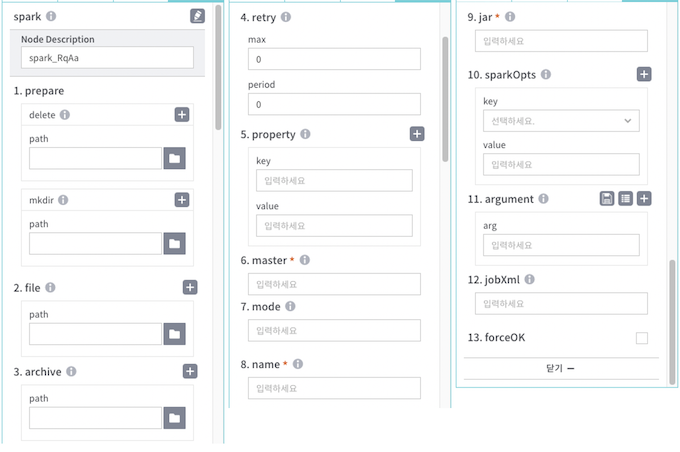 spark
Node Description
spark_RqAa
1. prepare
delete
path
mkdir
path
2. file
path
3. archive
path
4. retry
max
0
period
0
5. property
key
입력하세요
value
입력하세요
6. master *
입력하세요
7. mode
입력하세요
8. name *
입력하세요
9. jar *
입력하세요
10. sparkOpts
key
선택하세요.
value
입력하세요
11. argument
arg
입력하세요
12. jobXml
입력하세요
13. forceOK
닫기